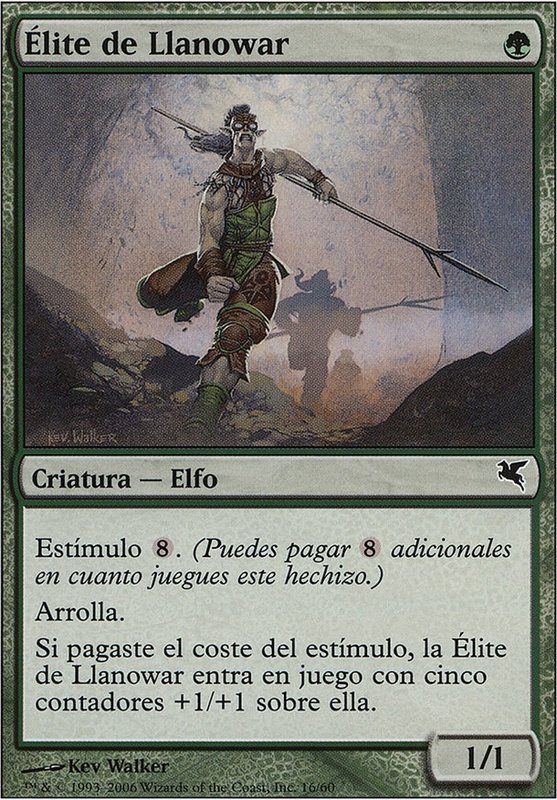 Élite de Llanowar
Kev. Walker
Criatura — Elfo
Estímulo 8. (Puedes pagar 8 adicionales
en cuanto juegues este hechizo.)
Arrolla.
Si pagaste el coste del estímulo, la Élite
de Llanowar entra en juego con cinco
contadores +1/+1 sobre ella.
Kev Walker
1/1
™ & © 1993–2006 Wizards of the Coast, Inc. 16/60